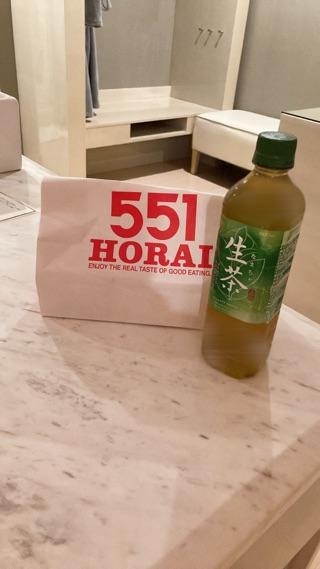 551
HORAI
ENJOY THE REAL TASTE OF GOOD EATING.
生茶